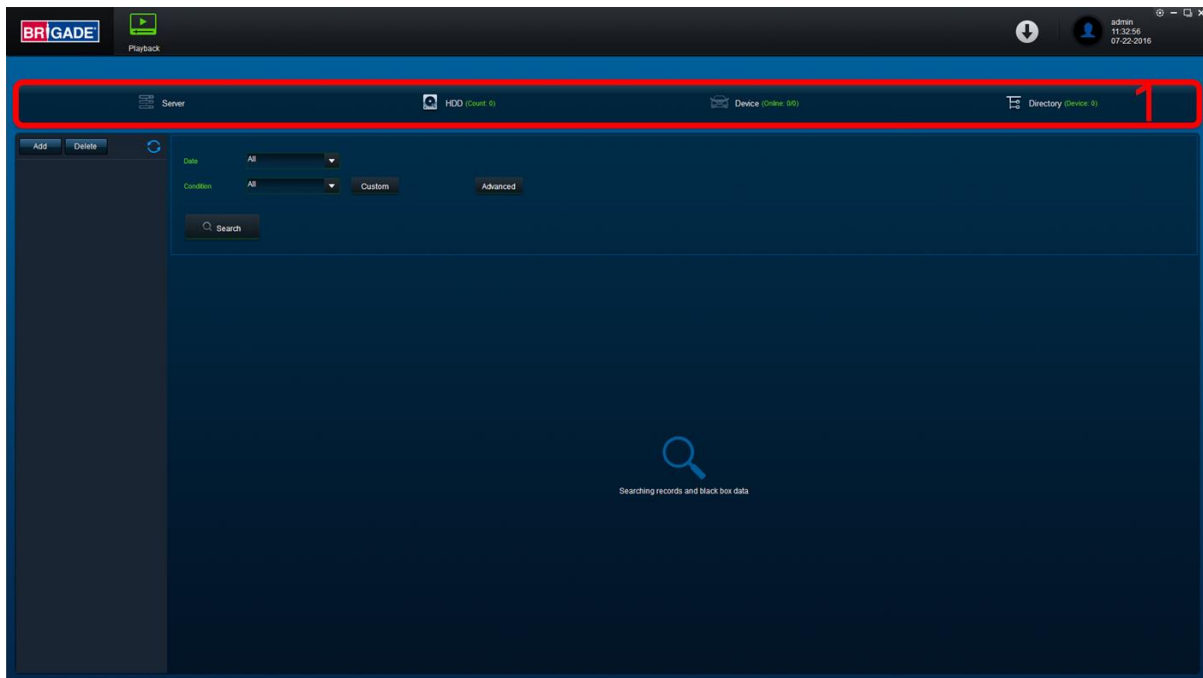 BRIGADE
Playback
admin
11:32:56
07-22-2016
Server
HDD (Count: 0)
Device (Online: 0/0)
Directory (Device: 0)
1
Add
Delete
Date
All
Condition
All
Custom
Advanced
Search
Searching records and black box data